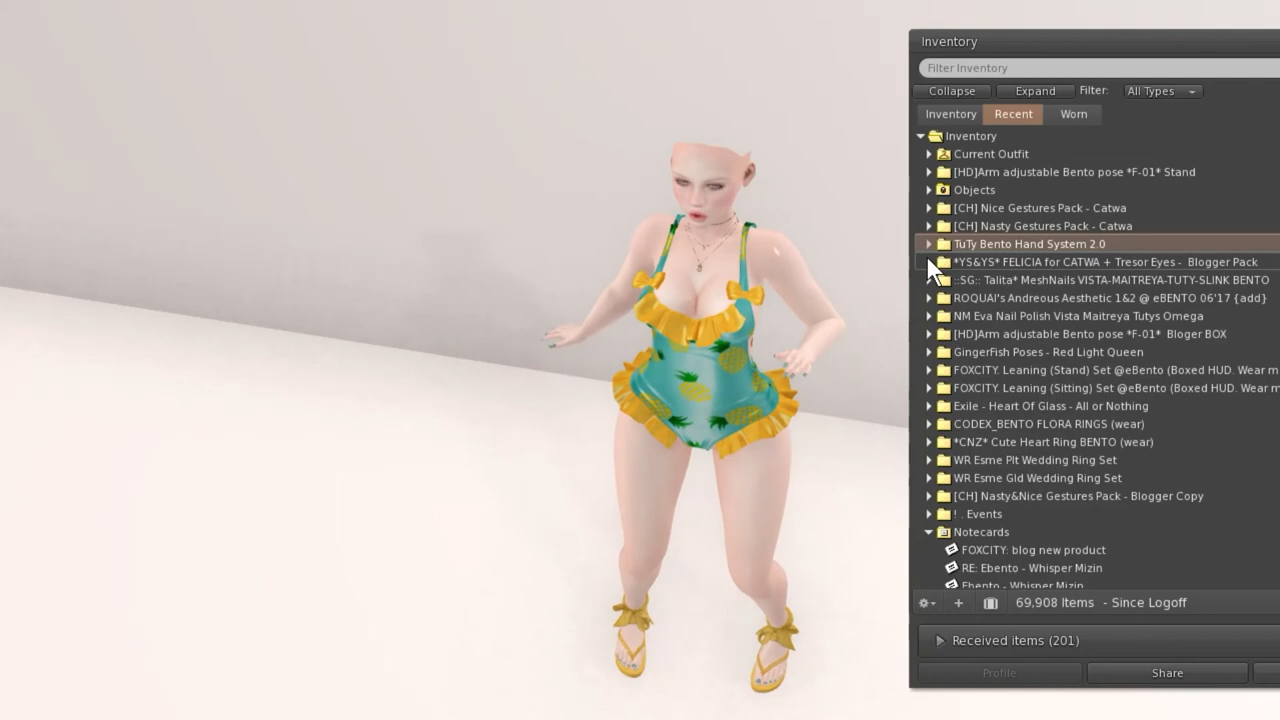 Inventory
Filter Inventory
Collapse Expand Filter: All Types
Inventory Recent Worn
Inventory
Current Outfit
[HD]Arm adjustable Bento pose *F-01* Stand
Objects
[CH] Nice Gestures Pack - Catwa
[CH] Nasty Gestures Pack - Catwa
TuTy Bento Hand System 2.0
*YS&YS* FELICIA for CATWA + Tresor Eyes - Blogger Pack
::SG:: Talita* MeshNails VISTA-MAITREYA-TUTY-SLINK BENTO
ROQUAI's Andreous Aesthetic 1&2 @ eBENTO 06'17 {add}
NM Eva Nail Polish Vista Maitreya Tutys Omega
[HD]Arm adjustable Bento pose *F-01* Bloger BOX
GingerFish Poses - Red Light Queen
FOXCITY. Leaning (Stand) Set @eBento (Boxed HUD. Wear m
FOXCITY. Leaning (Sitting) Set @eBento (Boxed HUD. Wear m
Exile - Heart Of Glass - All or Nothing
CODEX_BENTO FLORA RINGS (wear)
*CNZ* Cute Heart Ring BENTO (wear)
WR Esme Plt Wedding Ring Set
WR Esme Gld Wedding Ring Set
[CH] Nasty&Nice Gestures Pack - Blogger Copy
! . Events
Notecards
FOXCITY: blog new product
RE: Ebento - Whisper Mizin
Ebento - Whisper Mizin
69,908 Items - Since Logoff
Received items (201)
Profile Share